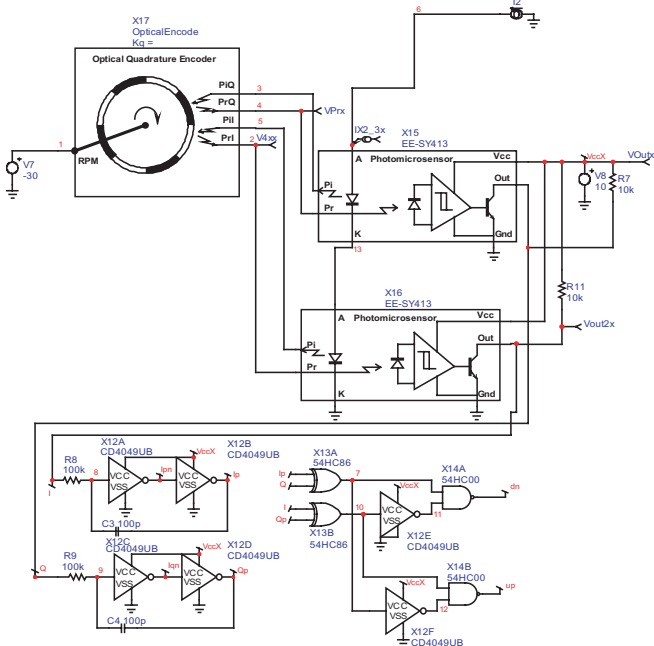 X17
OpticalEncode
Kq =
Optical Quadrature Encoder
PiQ
PrQ
PiI
PrI
RPM
1
3
4
5
2
V7
-30
VPrx
V4xx
6
I2
IX2_3x
X15
EE-SY413
A Photomicrosensor
Vcc
Out
Pi
Pr
K
Gnd
13
VccX
VOutx
V8
10
R7
10k
R11
10k
Vout2x
X16
EE-SY413
A Photomicrosensor
Vcc
Out
Pi
Pr
K
Gnd
X12A
CD4049UB
X12B
CD4049UB
VccX
R8
100k
8
I
VCC
VSS
Ipn
VCC
VSS
Ip
C3 100p
X12C
CD4049UB
X12D
CD4049UB
VccX
Q
R9
100k
9
VCC
VSS
Iqn
VCC
VSS
Qp
C4 100p
X13A
54HC86
Ip
Q
7
I
Qp
10
X13B
54HC86
VccX
VCC
VSS
11
X12E
CD4049UB
X14A
54HC00
dn
X14B
54HC00
up
VccX
VCC
VSS
12
X12F
CD4049UB